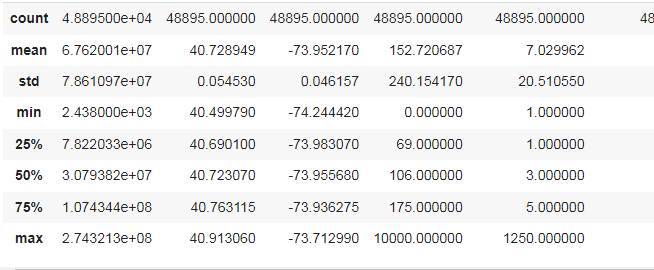 count 4.889500e+04 48895.000000 48895.000000 48895.000000 48895.000000 48
mean 6.762001e+07 40.728949 -73.952170 152.720687 7.029962
std 7.861097e+07 0.054530 0.046157 240.154170 20.510550
min 2.438000e+03 40.499790 -74.244420 0.000000 1.000000
25% 7.822033e+06 40.690100 -73.983070 69.000000 1.000000
50% 3.079382e+07 40.723070 -73.955680 106.000000 3.000000
75% 1.074344e+08 40.763115 -73.936275 175.000000 5.000000
max 2.743213e+08 40.913060 -73.712990 10000.000000 1250.000000